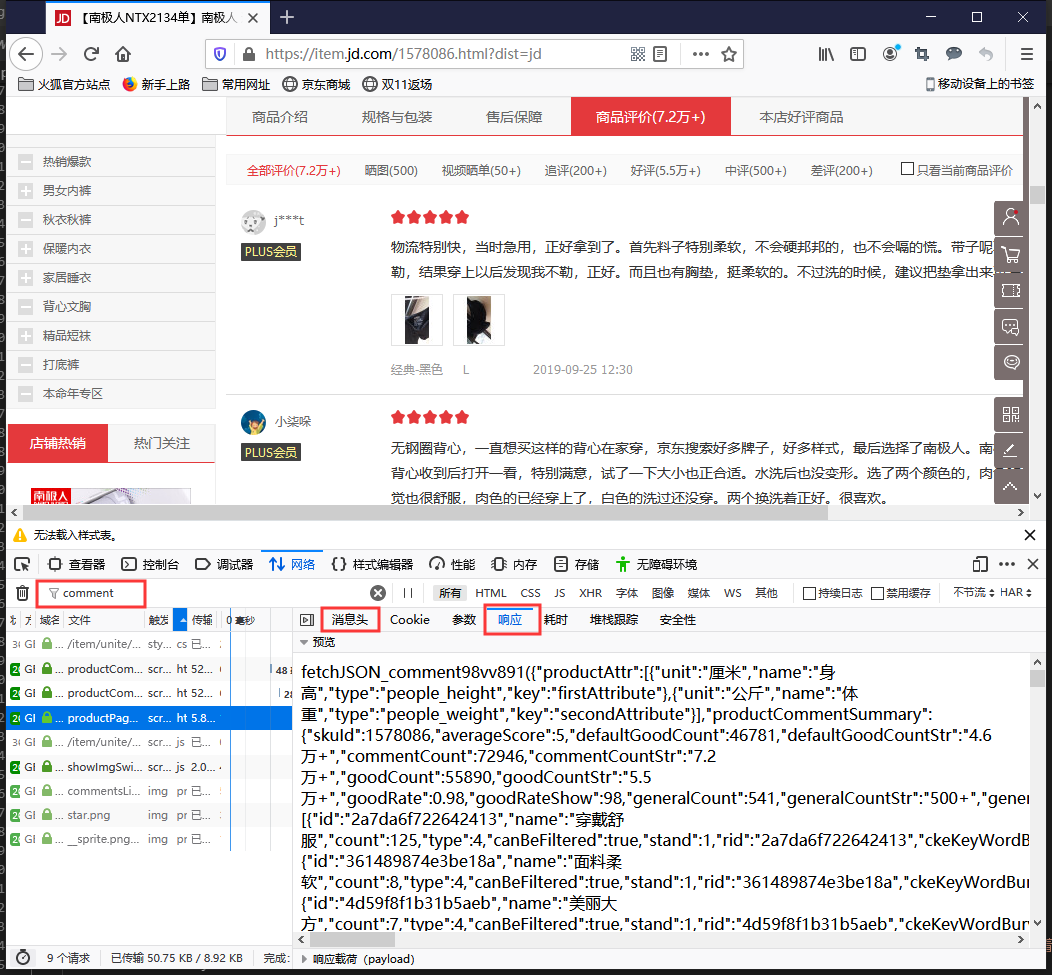 JD 【南极人NTX2134单】南极人
https://item.jd.com/1578086.html?dist=jd
火狐官方站点 新手上路 常用网址 京东商城 双11返场 移动设备上的书签
商品介绍 规格与包装 售后保障 商品评价(7.2万+) 本店好评商品
热销爆款
男女内裤
秋衣秋裤
保暖内衣
家居睡衣
背心文胸
精品短袜
打底裤
本命年专区
店铺热销 热门关注
南极人
全部评价(7.2万+) 晒图(500) 视频晒单(50+) 追评(200+) 好评(5.5万+) 中评(500+) 差评(200+) 只看当前商品评价
j***t
PLUS会员
物流特别快，当时急用，正好拿到了。首先料子特别柔软，不会硬邦邦的，也不会嗝的慌。带子呢
勒，结果穿上以后发现我不勒，正好。而且也有胸垫，挺柔软的。不过洗的时候，建议把垫拿出来
经典-黑色 L 2019-09-25 12:30
小柒哚
PLUS会员
无钢圈背心，一直想买这样的背心在家穿，京东搜索好多牌子，好多样式，最后选择了南极人。南
背心收到后打开一看，特别满意，试了一下大小也正合适。水洗后也没变形。选了两个颜色的，肉
觉也很舒服，肉色的已经穿上了，白色的洗过还没穿。两个换洗着正好。很喜欢。
无法载入样式表。
查看器 控制台 调试器 网络 样式编辑器 性能 内存 存储 无障碍环境
comment 所有 HTML CSS JS XHR 字体 图像 媒体 WS 其他 持续日志 禁用缓存 不节流 HAR
域名 文件 触发 传输 0 毫秒
GI ... /item/unite/... sty... cs 已...
GI ... productCom... scr... ht 52... 48
GI ... productCom... scr... ht 52... 28
GI ... productPag... scr... ht 5.8...
GI ... /item/unite/... scr... js 已...
GI ... showImgSwi... scr... js 2.0...
GI ... commentsLi... img pr 已...
GI ... star.png img pr 已...
GI ... __sprite.png... img pr 已...
消息头 Cookie 参数 响应 耗时 堆栈跟踪 安全性
预览
fetchJSON_comment98vv891({"productAttr":[{"unit":"厘米","name":"身
高","type":"people_height","key":"firstAttribute"},{"unit":"公斤","name":"体
重","type":"people_weight","key":"secondAttribute"}],"productCommentSummary":
{"skuId":1578086,"averageScore":5,"defaultGoodCount":46781,"defaultGoodCountStr":"4.6
万+","commentCount":72946,"commentCountStr":"7.2
万+","goodCount":55890,"goodCountStr":"5.5
万+","goodRate":0.98,"goodRateShow":98,"generalCount":541,"generalCountStr":"500+","gener
[{"id":"2a7da6f722642413","name":"穿戴舒
服","count":125,"type":4,"canBeFiltered":true,"stand":1,"rid":"2a7da6f722642413","ckeKeyWordB
{"id":"361489874e3be18a","name":"面料柔
软","count":8,"type":4,"canBeFiltered":true,"stand":1,"rid":"361489874e3be18a","ckeKeyWordBur
{"id":"4d59f8f1b31b5aeb","name":"美丽大
方","count":7,"type":4,"canBeFiltered":true,"stand":1,"rid":"4d59f8f1b31b5aeb","ckeKeyWordBur
9 个请求 已传输 50.75 KB / 8.92 KB 完成:
响应载荷 (payload)